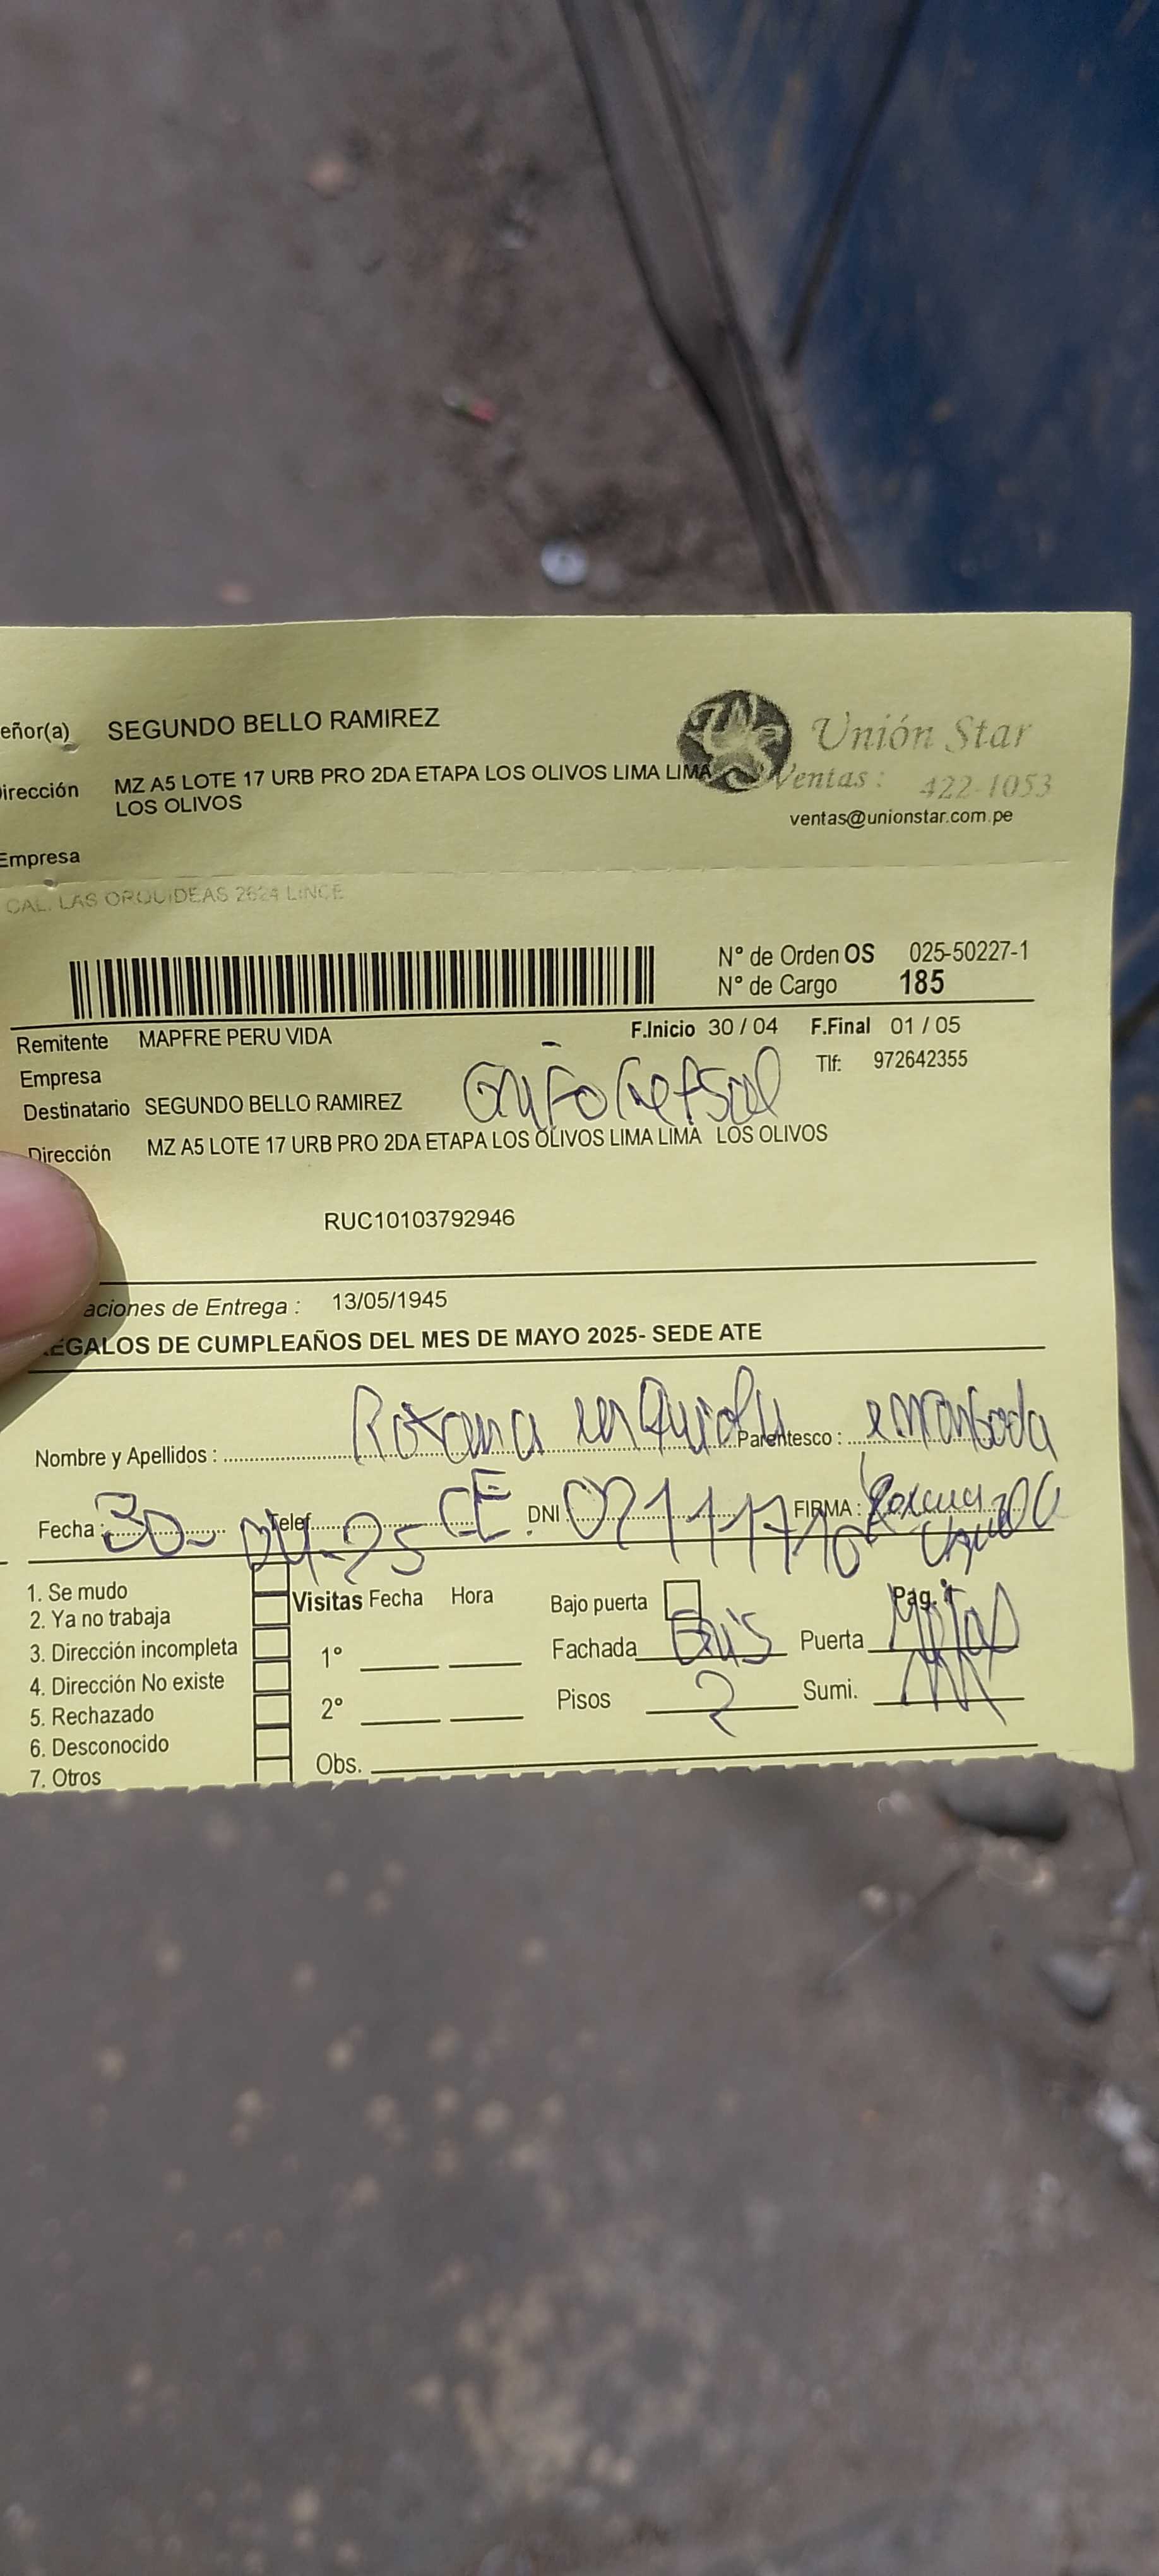 eñor(a) SEGUNDO BELLO RAMIREZ
Unión Star
irección MZ A5 LOTE 17 URB PRO 2DA ETAPA LOS OLIVOS LIMA LIMA
LOS OLIVOS
Ventas : 422-1053
ventas@unionstar.com.pe
Empresa
CAL. LAS ORQUIDEAS 2624 LINCE
N° de Orden OS 025-50227-1
N° de Cargo 185
Remitente MAPFRE PERU VIDA
F.Inicio 30 / 04 F.Final 01 / 05
Empresa
Tlf: 972642355
Destinatario SEGUNDO BELLO RAMIREZ
Dirección MZ A5 LOTE 17 URB PRO 2DA ETAPA LOS OLIVOS LIMA LIMA LOS OLIVOS
RUC10103792946
aciones de Entrega : 13/05/1945
EGALOS DE CUMPLEAÑOS DEL MES DE MAYO 2025- SEDE ATE
Nombre y Apellidos : Roxana Parentesco :
Fecha : 30-04-25 Telef. CE DNI FIRMA :
1. Se mudo
2. Ya no trabaja
3. Dirección incompleta
4. Dirección No existe
5. Rechazado
6. Desconocido
7. Otros
Visitas Fecha Hora
1°
2°
Obs.
Bajo puerta Pag. 1
Fachada Puerta
Pisos 2 Sumi.